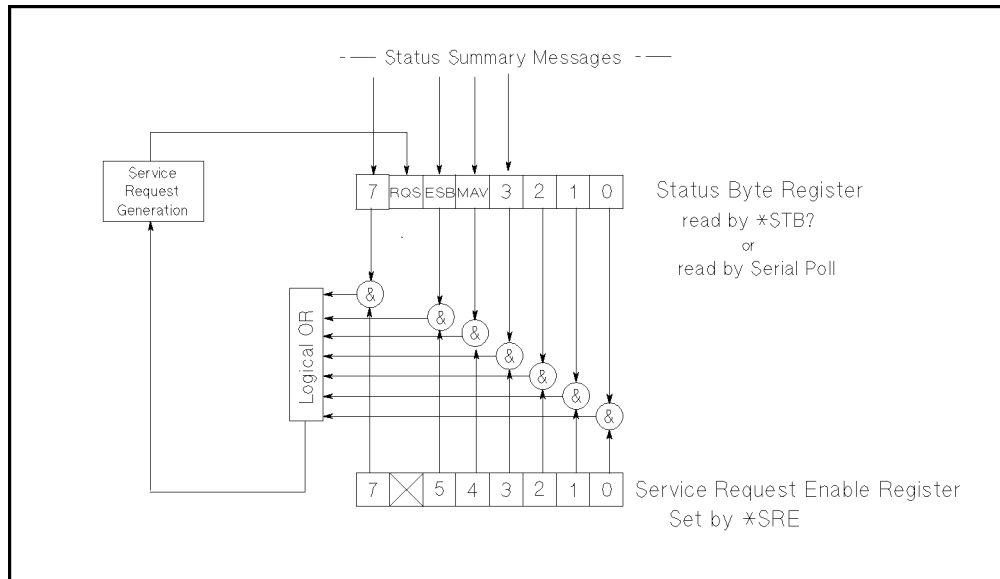 Status Summary Messages
Service
Request
Generation
7 RQS ESB MAV 3 2 1 0
Status Byte Register
read by *STB?
or
read by Serial Poll
&
&
&
&
&
&
&
Logical OR
7 5 4 3 2 1 0
Service Request Enable Register
Set by *SRE